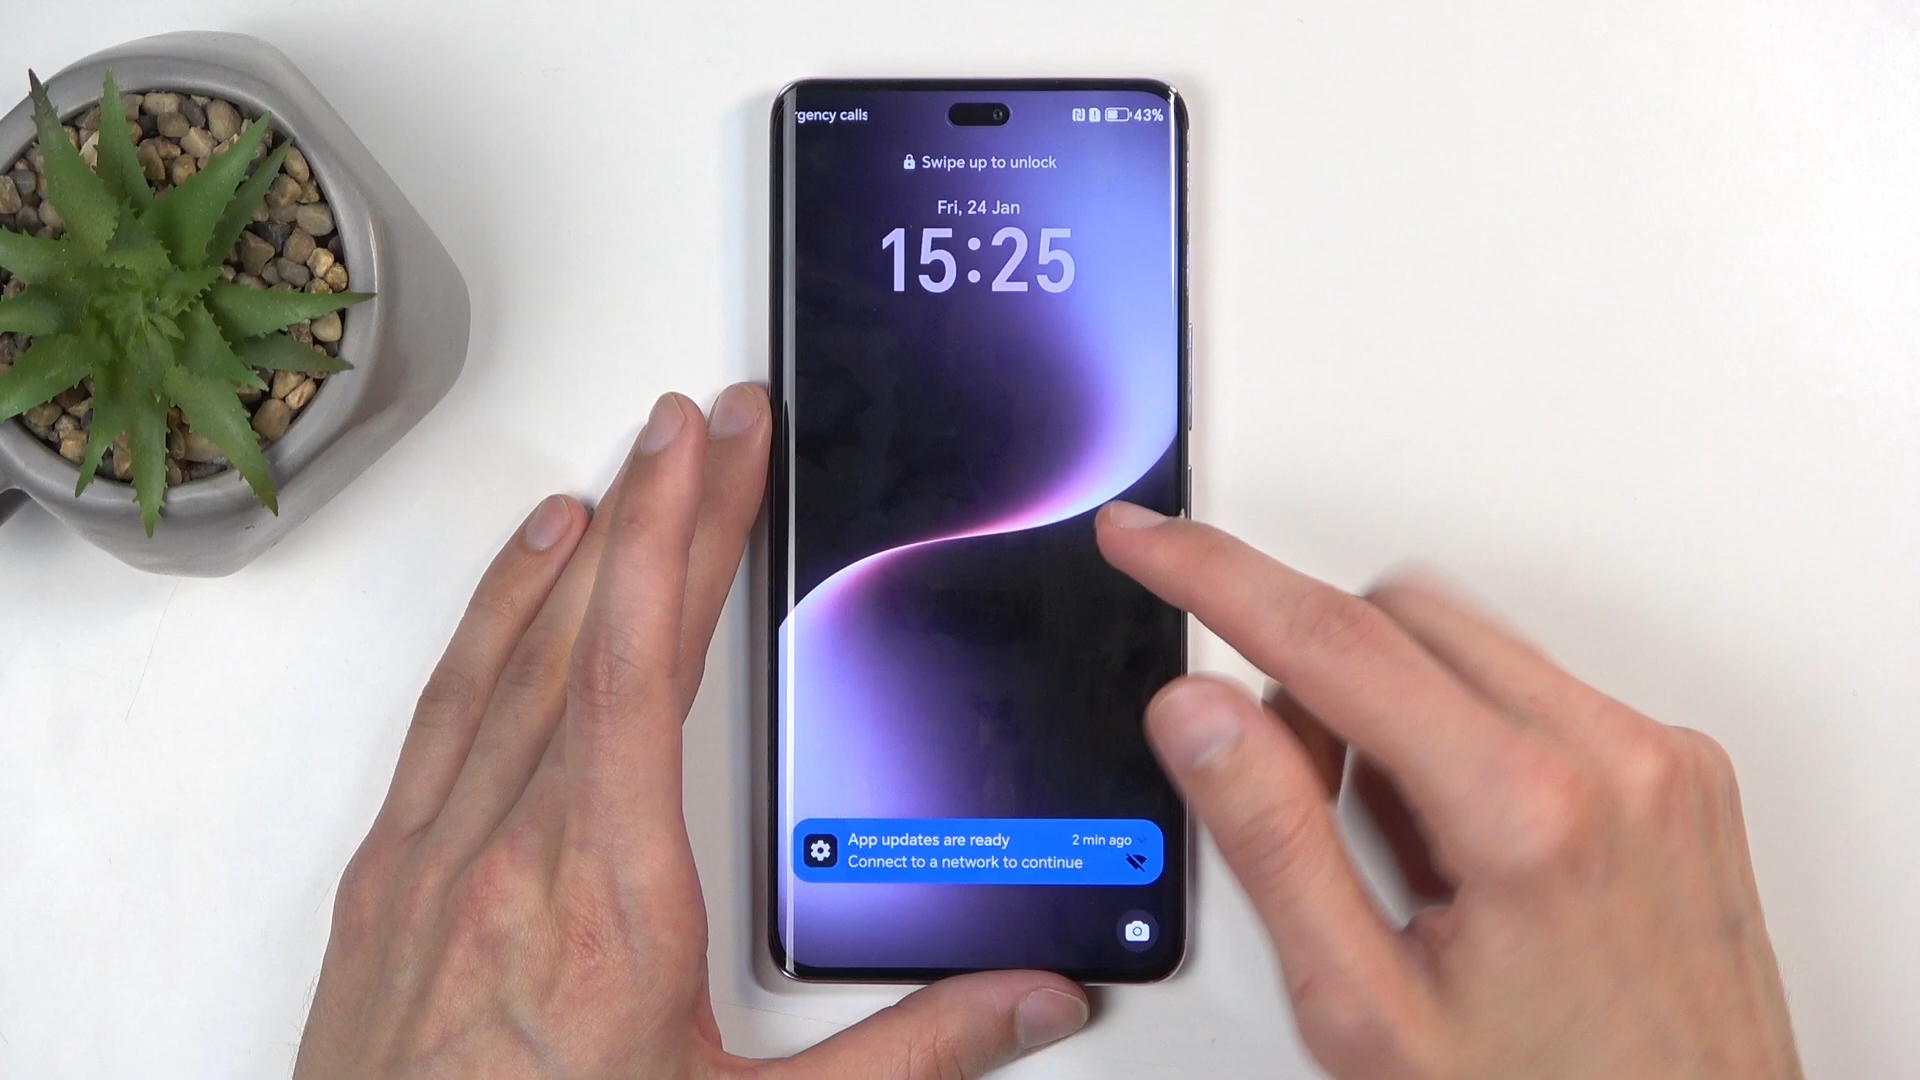 rgency calls 43%
Swipe up to unlock
Fri, 24 Jan
15:25
App updates are ready 2 min ago
Connect to a network to continue